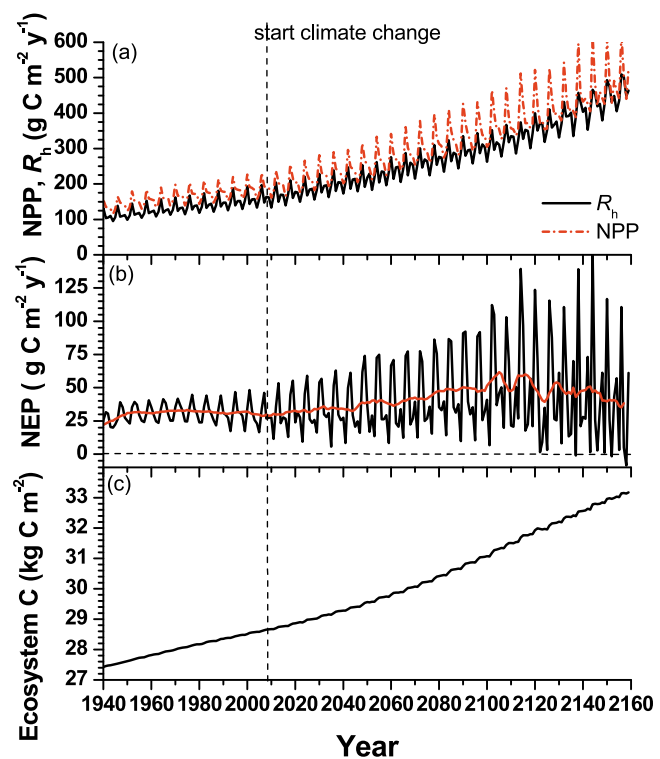 start climate change
(a)
600
500
400
300
200
100
0
NPP, Rh (g C m-2 y-1)
Rh
NPP
(b)
125
100
75
50
25
0
NEP ( g C m-2 y-1)
(c)
33
32
31
30
29
28
27
Ecosystem C (kg C m-2)
1940 1960 1980 2000 2020 2040 2060 2080 2100 2120 2140 2160
Year